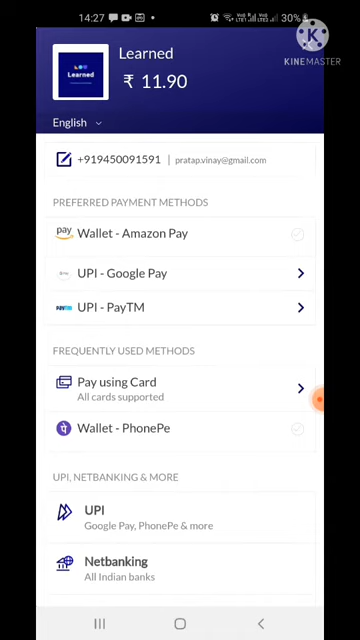 14:27
30%
KINEMASTER
Learned
Learned
₹ 11.90
English
+919450091591 | pratap.vinay@gmail.com
PREFERRED PAYMENT METHODS
pay Wallet - Amazon Pay
UPI - Google Pay
UPI - PayTM
FREQUENTLY USED METHODS
Pay using Card
All cards supported
Wallet - PhonePe
UPI, NETBANKING & MORE
UPI
Google Pay, PhonePe & more
Netbanking
All Indian banks